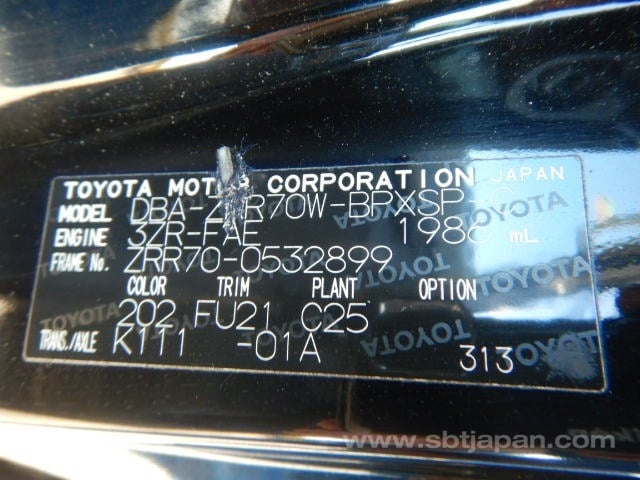 TOYOTA MOTOR CORPORATION JAPAN
MODEL DBA-ZRR70W-BPXSP-C
ENGINE 3ZR-FAE 1986 mL
FRAME No. ZRR70-0532899
COLOR TRIM PLANT OPTION
202 FU21 C25
TRANS./AXLE K111 -01A 313
www.sbtjapan.com